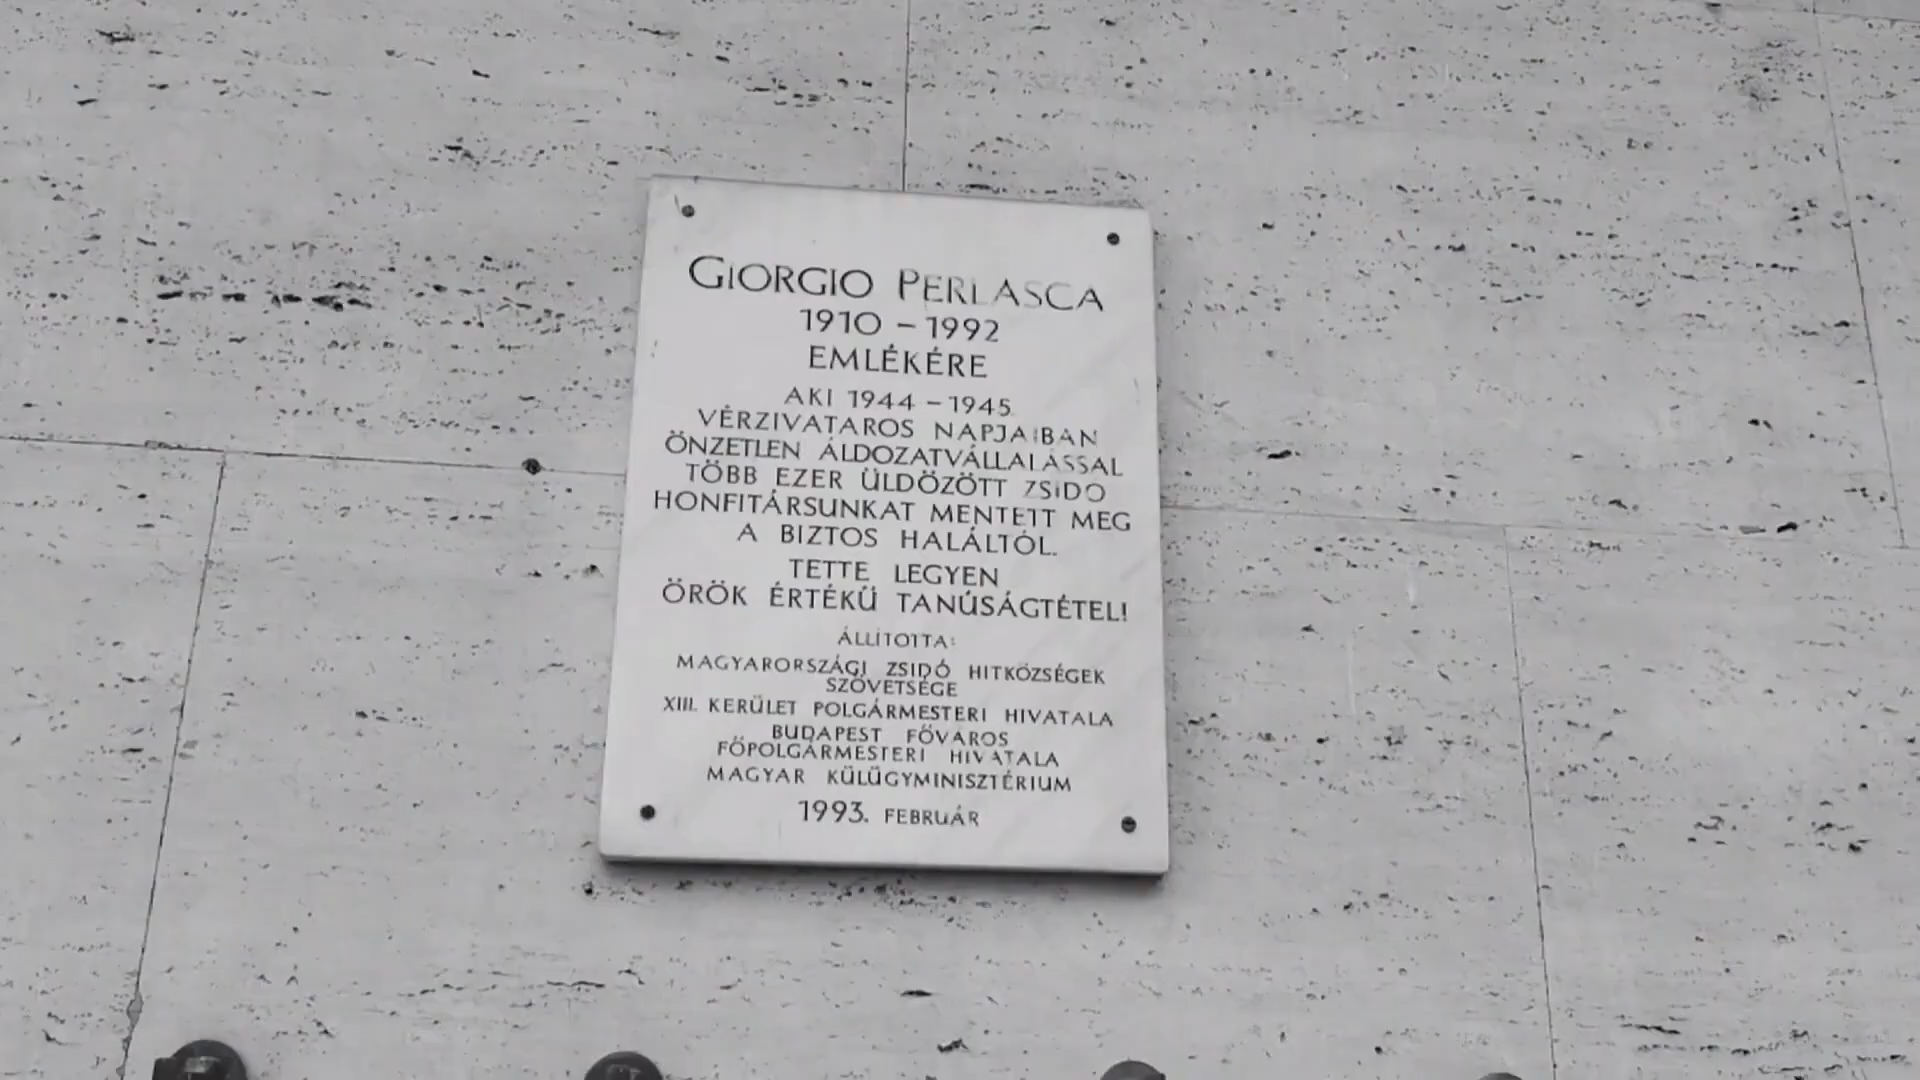 GIORGIO PERLASCA
1910 – 1992
EMLÉKÉRE
AKI 1944 – 1945
VÉRZIVATAROS NAPJAIBAN
ÖNZETLEN ÁLDOZATVÁLLALÁSSAL
TÖBB EZER ÜLDÖZÖTT ZSIDO
HONFITÁRSUNKAT MENTETT MEG
A BIZTOS HALÁLTÓL.
TETTE LEGYEN
ÖRÖK ÉRTÉKŰ TANÚSÁGTÉTEL!
ÁLLÍTOTTA:
MAGYARORSZÁGI ZSIDÓ HITKÖZSÉGEK
SZÖVETSÉGE
XIII. KERÜLET POLGÁRMESTERI HIVATALA
BUDAPEST FŐVAROS
FŐPOLGÁRMESTERI HIVATALA
MAGYAR KÜLÜGYMINISZTÉRIUM
1993. FEBRUÁR